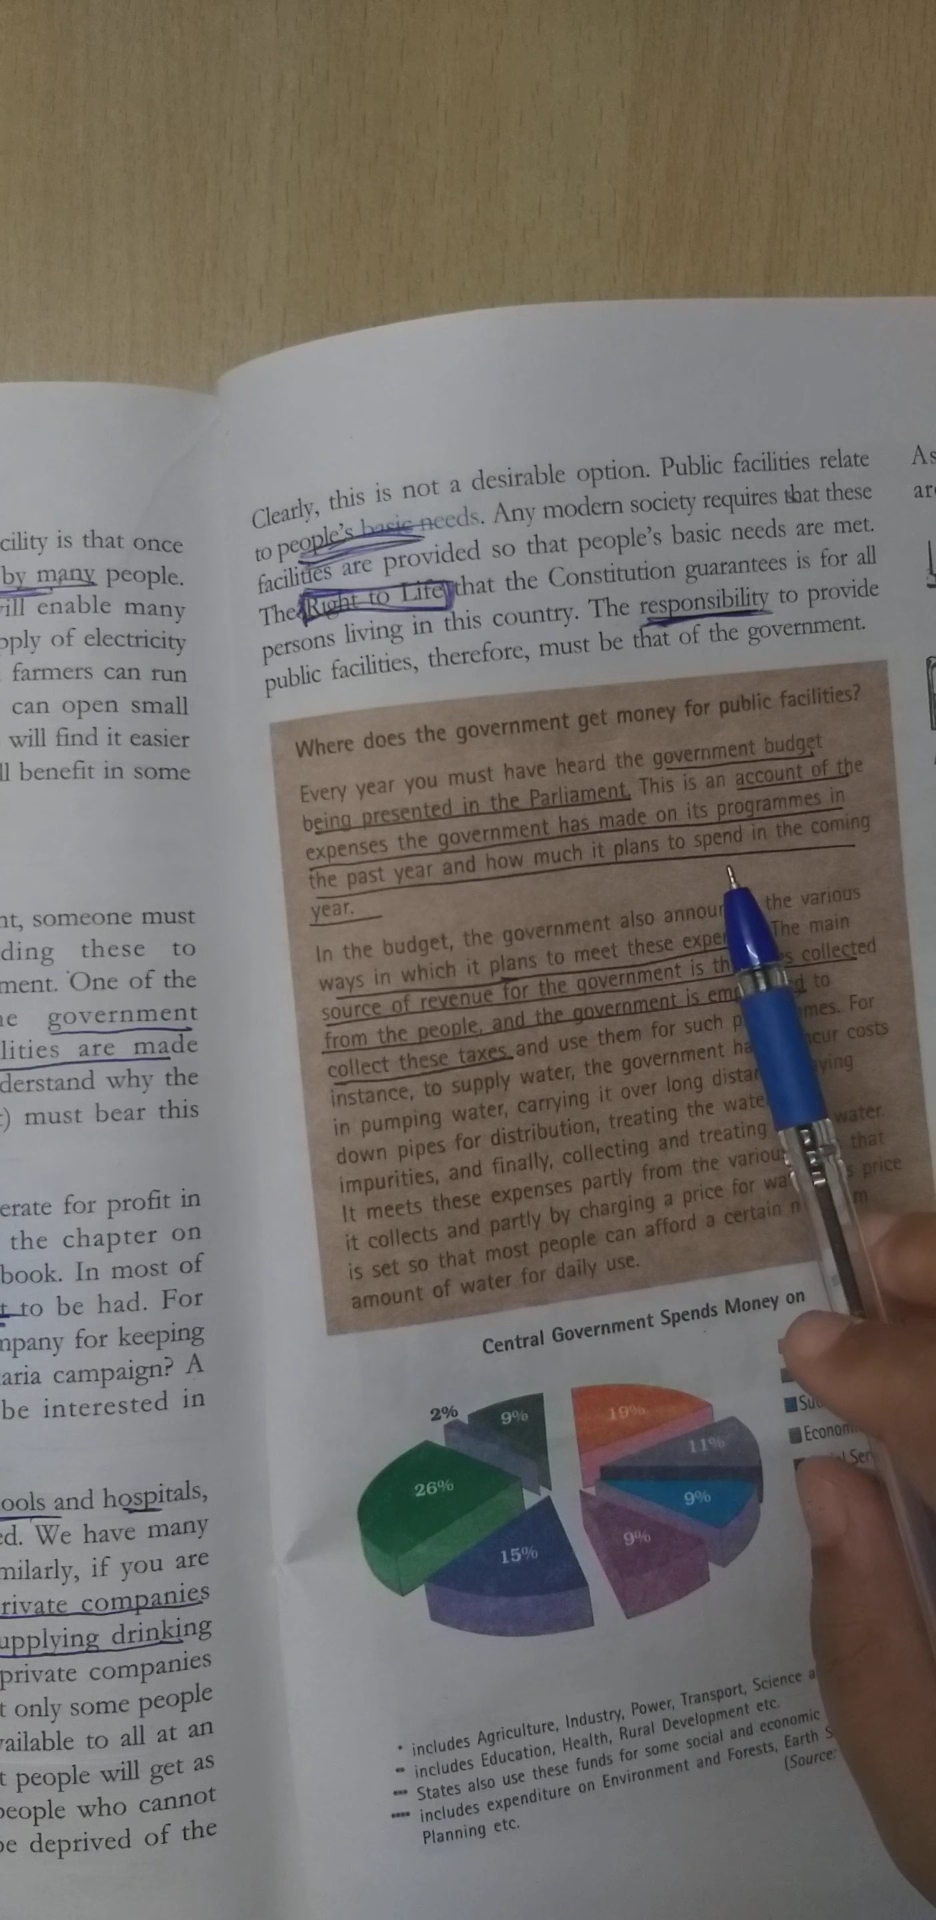 cility is that once
by many people.
ill enable many
pply of electricity
farmers can run
can open small
will find it easier
ll benefit in some
nt, someone must
ding these to
ment. One of the
he government
lities are made
derstand why the
t) must bear this
erate for profit in
the chapter on
book. In most of
t to be had. For
mpany for keeping
aria campaign? A
be interested in
ools and hospitals,
ed. We have many
milarly, if you are
rivate companies
upplying drinking
private companies
t only some people
vailable to all at an
t people will get as
people who cannot
be deprived of the
Clearly, this is not a desirable option. Public facilities relate
to people's basic needs. Any modern society requires that these
facilities are provided so that people's basic needs are met.
The Right to Life that the Constitution guarantees is for all
persons living in this country. The responsibility to provide
public facilities, therefore, must be that of the government.
Where does the government get money for public facilities?
Every year you must have heard the government budget
being presented in the Parliament. This is an account of the
expenses the government has made on its programmes in
the past year and how much it plans to spend in the coming
year.
In the budget, the government also announ the various
ways in which it plans to meet these expen The main
source of revenue for the government is th s collected
from the people, and the government is emp d to
collect these taxes and use them for such p mmes. For
instance, to supply water, the government ha ncur costs
in pumping water, carrying it over long distan ying
down pipes for distribution, treating the wate
impurities, and finally, collecting and treating water.
It meets these expenses partly from the variou that
it collects and partly by charging a price for wa s price
is set so that most people can afford a certain m m
amount of water for daily use.
Central Government Spends Money on
2%
9%
19%
11%
26%
9%
15%
9%
Su
Econom
l Ser
* includes Agriculture, Industry, Power, Transport, Science a
** includes Education, Health, Rural Development etc.
*** States also use these funds for some social and economic
**** includes expenditure on Environment and Forests, Earth S
Planning etc.
(Source:
As
are